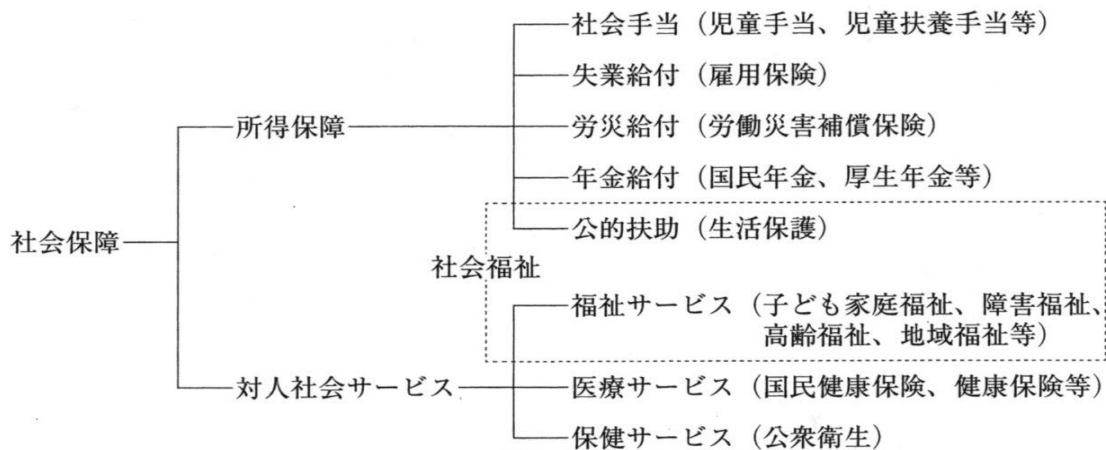 社会手当（児童手当、児童扶養手当等）
失業給付（雇用保険）
所得保障
労災給付（労働災害補償保険）
年金給付（国民年金、厚生年金等）
公的扶助（生活保護）
社会保障
社会福祉
福祉サービス（子ども家庭福祉、障害福祉、
高齢福祉、地域福祉等）
対人社会サービス
医療サービス（国民健康保険、健康保険等）
保健サービス（公衆衛生）